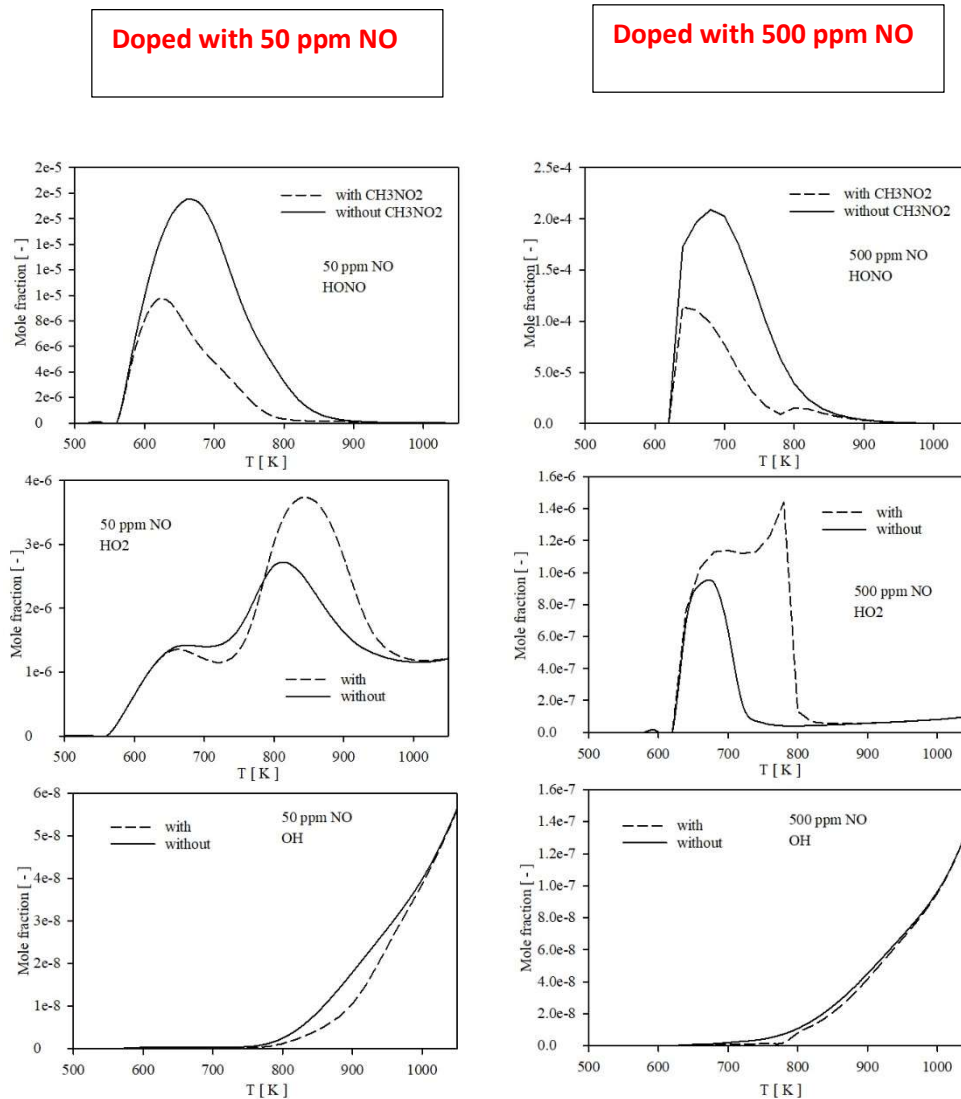 Doped with 50 ppm NO
Doped with 500 ppm NO
2e-5
2e-5
2e-5
1e-5
1e-5
1e-5
8e-6
6e-6
4e-6
2e-6
0
Mole fraction [ - ]
with CH3NO2
without CH3NO2
50 ppm NO
HONO
500 600 700 800 900 1000
T [ K ]
2.5e-4
2.0e-4
1.5e-4
1.0e-4
5.0e-5
0.0
Mole fraction [ - ]
with CH3NO2
without CH3NO2
500 ppm NO
HONO
500 600 700 800 900 1000
T [ K ]
4e-6
3e-6
2e-6
1e-6
0
Mole fraction [ - ]
50 ppm NO
HO2
with
without
500 600 700 800 900 1000
T [ K ]
1.6e-6
1.4e-6
1.2e-6
1.0e-6
8.0e-7
6.0e-7
4.0e-7
2.0e-7
0.0
Mole fraction [ - ]
with
without
500 ppm NO
HO2
500 600 700 800 900 1000
T [ K ]
6e-8
5e-8
4e-8
3e-8
2e-8
1e-8
0
Mole fraction [ - ]
with
without
50 ppm NO
OH
500 600 700 800 900 1000
T [ K ]
1.6e-7
1.4e-7
1.2e-7
1.0e-7
8.0e-8
6.0e-8
4.0e-8
2.0e-8
0.0
Mole fraction [ - ]
with
without
500 ppm NO
OH
500 600 700 800 900 1000
T [ K ]